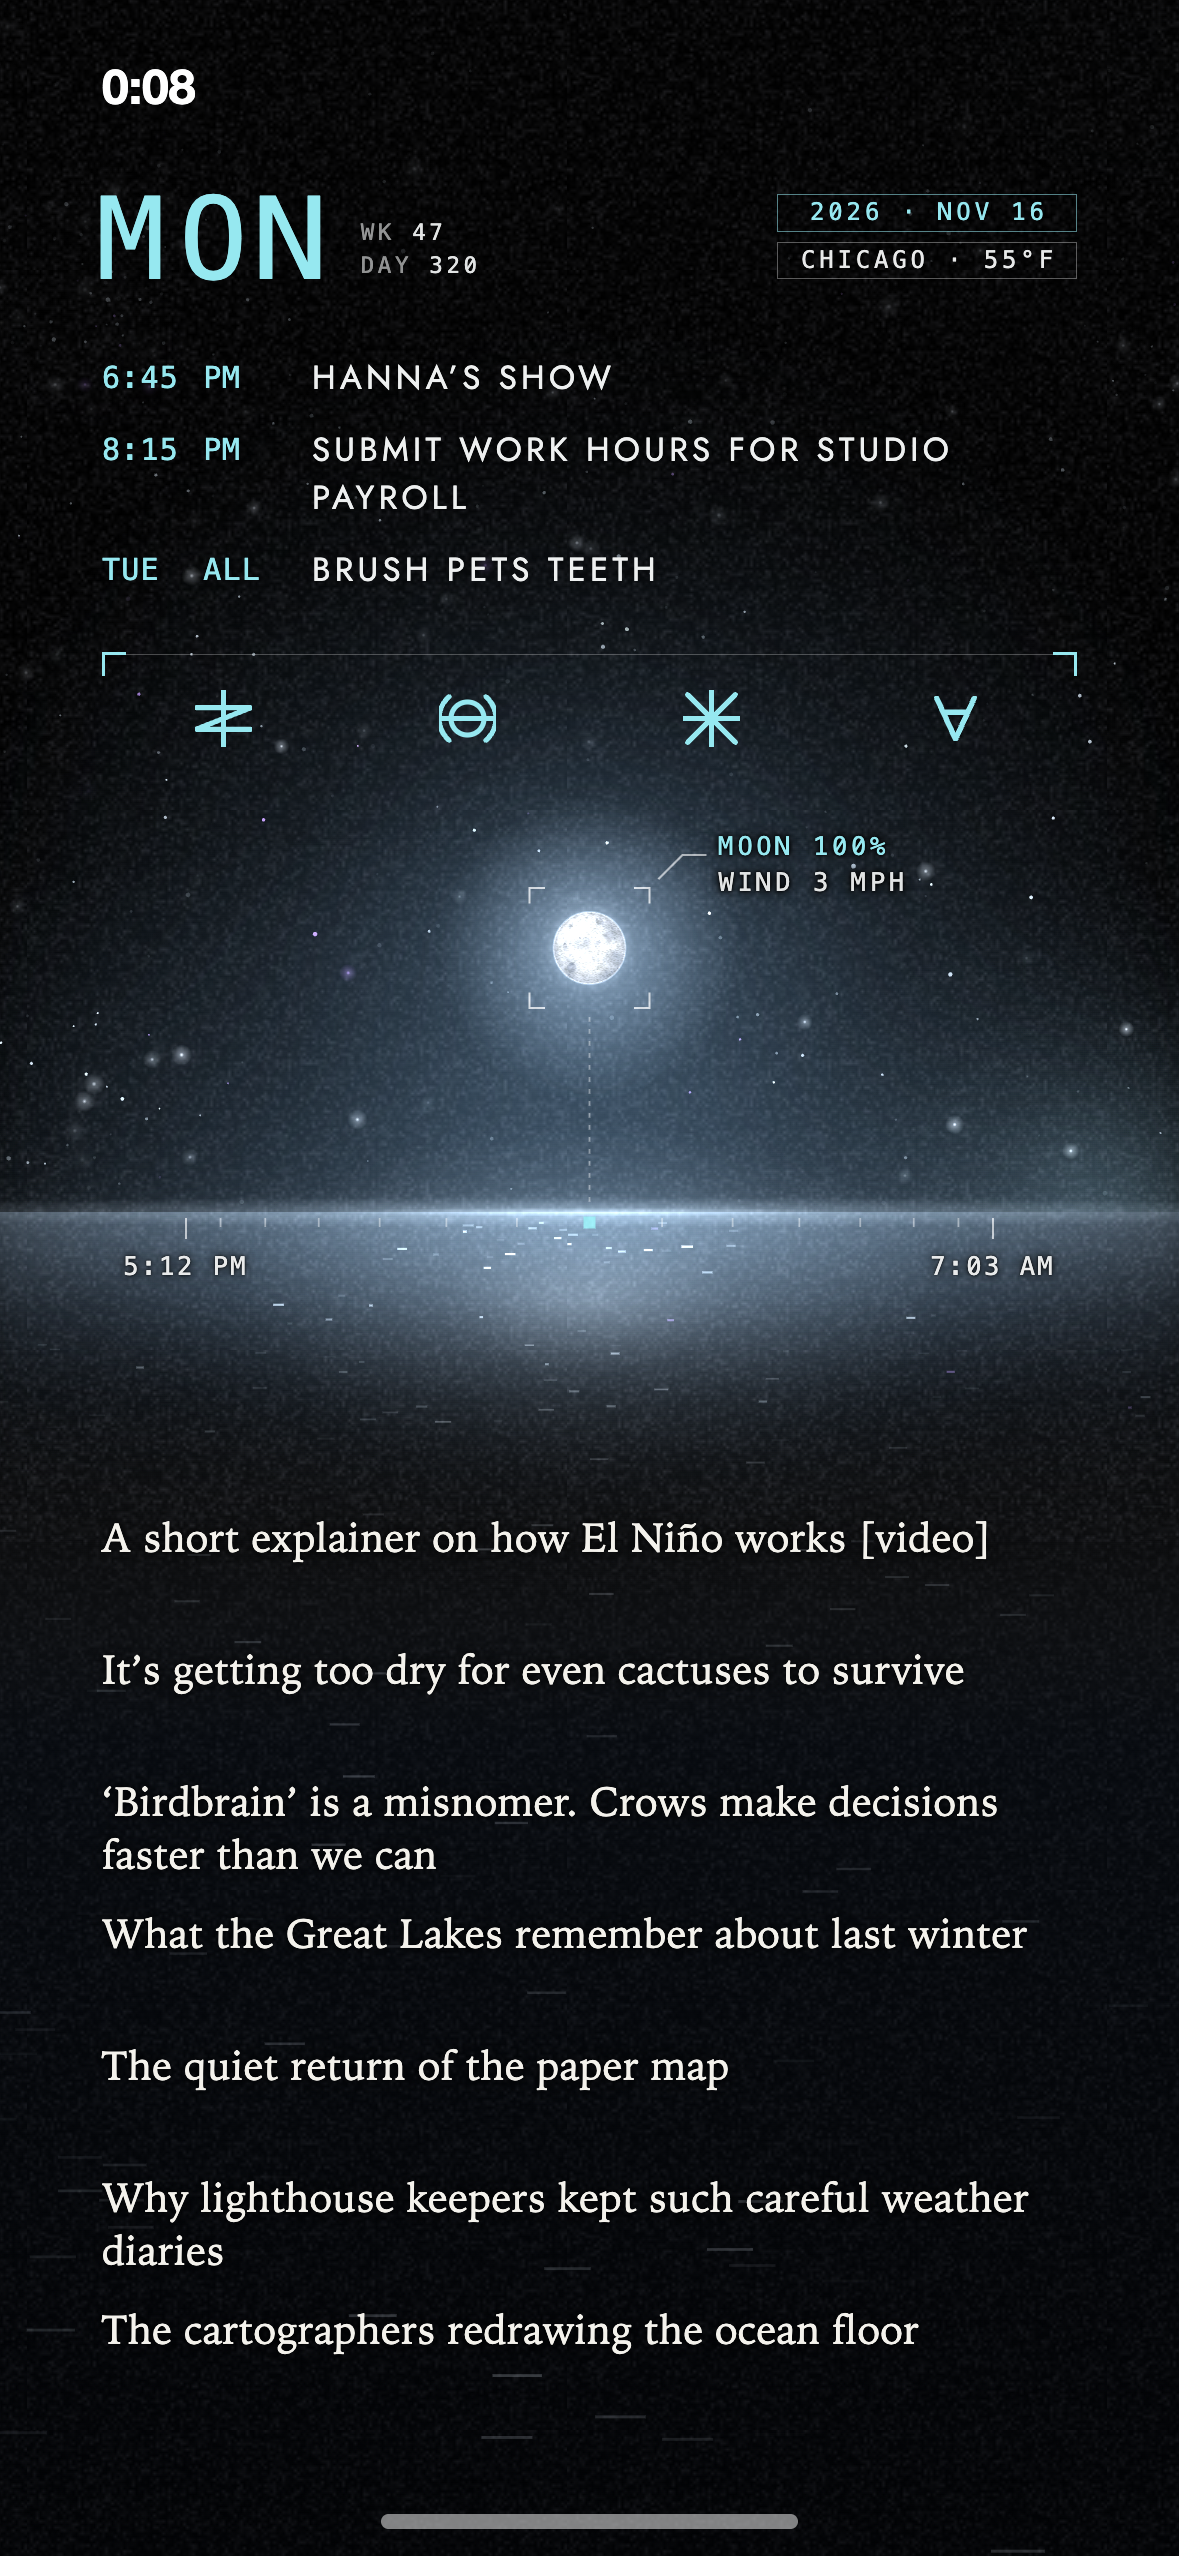 0:08
MON
WK 47
DAY 320
2026 · NOV 16
CHICAGO · 55°F
6:45 PM HANNA’S SHOW
8:15 PM SUBMIT WORK HOURS FOR STUDIO
PAYROLL
TUE ALL BRUSH PETS TEETH
MOON 100%
WIND 3 MPH
5:12 PM
7:03 AM
A short explainer on how El Niño works [video]
It’s getting too dry for even cactuses to survive
‘Birdbrain’ is a misnomer. Crows make decisions
faster than we can
What the Great Lakes remember about last winter
The quiet return of the paper map
Why lighthouse keepers kept such careful weather
diaries
The cartographers redrawing the ocean floor